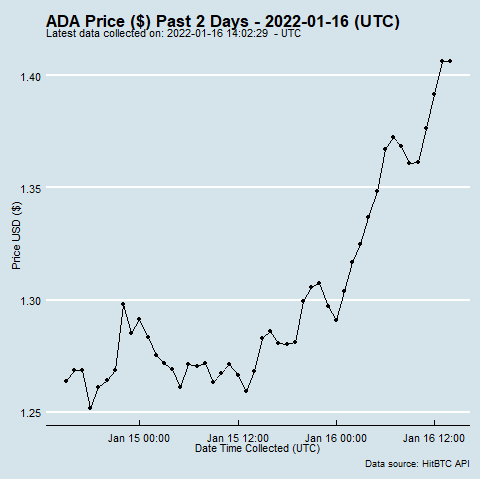 ADA Price ($) Past 2 Days - 2022-01-16 (UTC)
Latest data collected on: 2022-01-16 14:02:29 - UTC
1.40
1.35
1.30
1.25
Price USD ($)
Jan 15 00:00 Jan 15 12:00 Jan 16 00:00 Jan 16 12:00
Date Time Collected (UTC)
Data source: HitBTC API